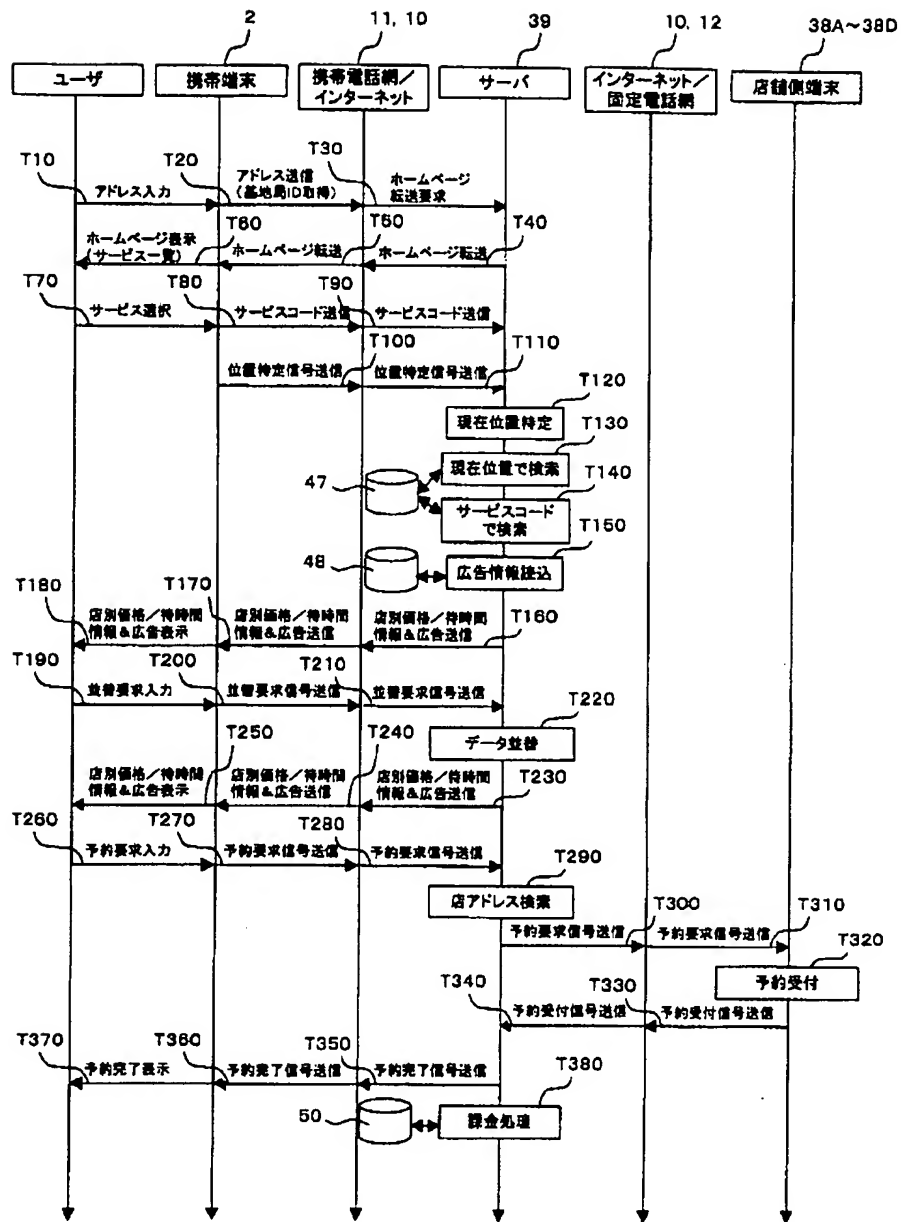 2
11, 10
39
10, 12
38A～38D
ユーザ
携帯端末
携帯電話網／
インターネット
サーバ
インターネット／
固定電話網
店舗側端末
T10
アドレス入力
T20
アドレス送信
(基地局ID取得)
T30
ホームページ
転送要求
ホームページ表示
(サービス一覧)
T60
ホームページ転送
T50
ホームページ転送
T40
T70
サービス選択
T80
サービスコード送信
T90
サービスコード送信
位置特定信号送信
T100
位置特定信号送信
T110
T120
現在位置特定
T130
47
現在位置で検索
T140
サービスコード
で検索
T150
48
広告情報読込
T180
店別価格／待時間
情報&広告表示
T170
店別価格／待時間
情報&広告送信
店別価格／待時間
情報&広告送信
T160
T190
並替要求入力
T200
並替要求信号送信
T210
並替要求信号送信
T220
データ並替
店別価格／待時間
情報&広告表示
T250
店別価格／待時間
情報&広告送信
T240
店別価格／待時間
情報&広告送信
T230
T260
予約要求入力
T270
予約要求信号送信
T280
予約要求信号送信
T290
店アドレス検索
予約要求信号送信
T300
予約要求信号送信
T310
T320
予約受付
T340
予約受付信号送信
T330
予約受付信号送信
T370
予約完了表示
T360
予約完了信号送信
T350
予約完了信号送信
T380
50
課金処理